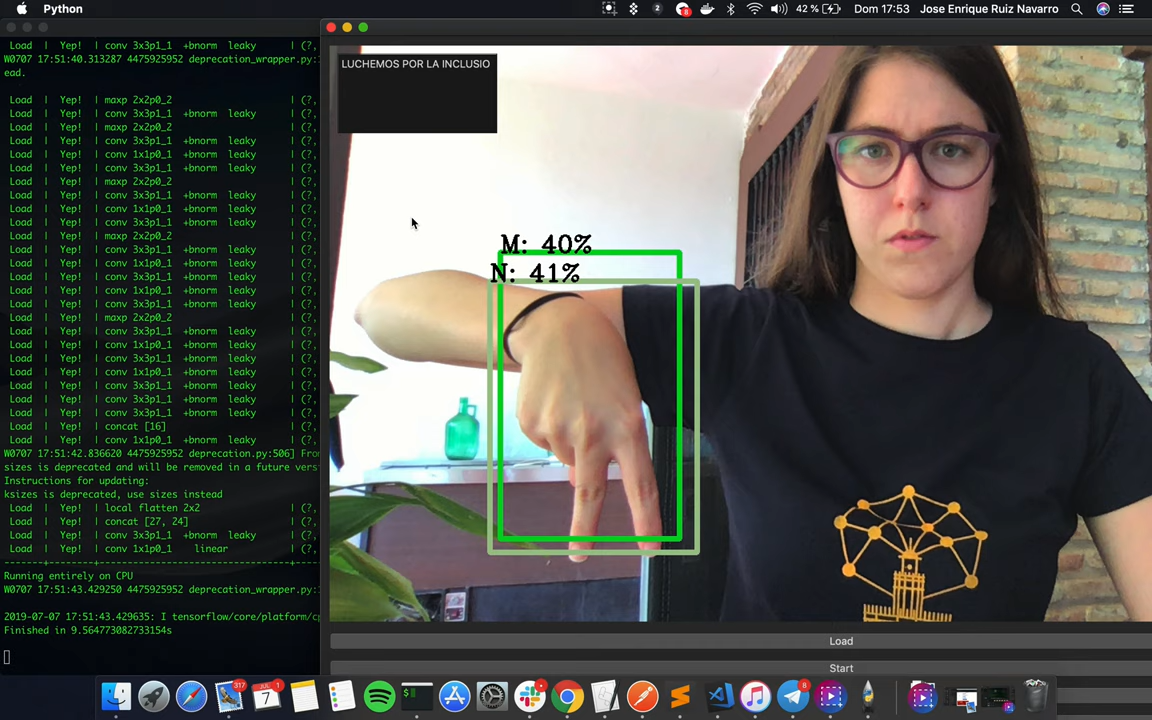 Python
42 %
Dom 17:53
Jose Enrique Ruiz Navarro
Load | Yep! | conv 3x3p1_1 +bnorm leaky | (?,
W0707 17:51:40.313287 4475925952 deprecation_wrapper.py:
ead.
Load | Yep! | maxp 2x2p0_2 | (?,
Load | Yep! | conv 3x3p1_1 +bnorm leaky | (?,
Load | Yep! | maxp 2x2p0_2 | (?,
Load | Yep! | conv 3x3p1_1 +bnorm leaky | (?,
Load | Yep! | conv 1x1p0_1 +bnorm leaky | (?,
Load | Yep! | conv 3x3p1_1 +bnorm leaky | (?,
Load | Yep! | maxp 2x2p0_2 | (?,
Load | Yep! | conv 3x3p1_1 +bnorm leaky | (?,
Load | Yep! | conv 1x1p0_1 +bnorm leaky | (?,
Load | Yep! | conv 3x3p1_1 +bnorm leaky | (?,
Load | Yep! | maxp 2x2p0_2 | (?,
Load | Yep! | conv 3x3p1_1 +bnorm leaky | (?,
Load | Yep! | conv 1x1p0_1 +bnorm leaky | (?,
Load | Yep! | conv 3x3p1_1 +bnorm leaky | (?,
Load | Yep! | conv 1x1p0_1 +bnorm leaky | (?,
Load | Yep! | conv 3x3p1_1 +bnorm leaky | (?,
Load | Yep! | maxp 2x2p0_2 | (?,
Load | Yep! | conv 3x3p1_1 +bnorm leaky | (?,
Load | Yep! | conv 1x1p0_1 +bnorm leaky | (?,
Load | Yep! | conv 3x3p1_1 +bnorm leaky | (?,
Load | Yep! | conv 1x1p0_1 +bnorm leaky | (?,
Load | Yep! | conv 3x3p1_1 +bnorm leaky | (?,
Load | Yep! | conv 3x3p1_1 +bnorm leaky | (?,
Load | Yep! | conv 3x3p1_1 +bnorm leaky | (?,
Load | Yep! | concat [16] | (?,
Load | Yep! | conv 1x1p0_1 +bnorm leaky | (?,
W0707 17:51:42.836620 4475925952 deprecation.py:506] From
sizes is deprecated and will be removed in a future vers
Instructions for updating:
ksizes is deprecated, use sizes instead
Load | Yep! | local flatten 2x2 | (?,
Load | Yep! | concat [27, 24] | (?,
Load | Yep! | conv 3x3p1_1 +bnorm leaky | (?,
Load | Yep! | conv 1x1p0_1 linear | (?,
Running entirely on CPU
W0707 17:51:43.429250 4475925952 deprecation_wrapper.py:
2019-07-07 17:51:43.429635: I tensorflow/core/platform/cp
Finished in 9.564773082733154s
LUCHEMOS POR LA INCLUSIO
M: 40%
N: 41%
Load
Start